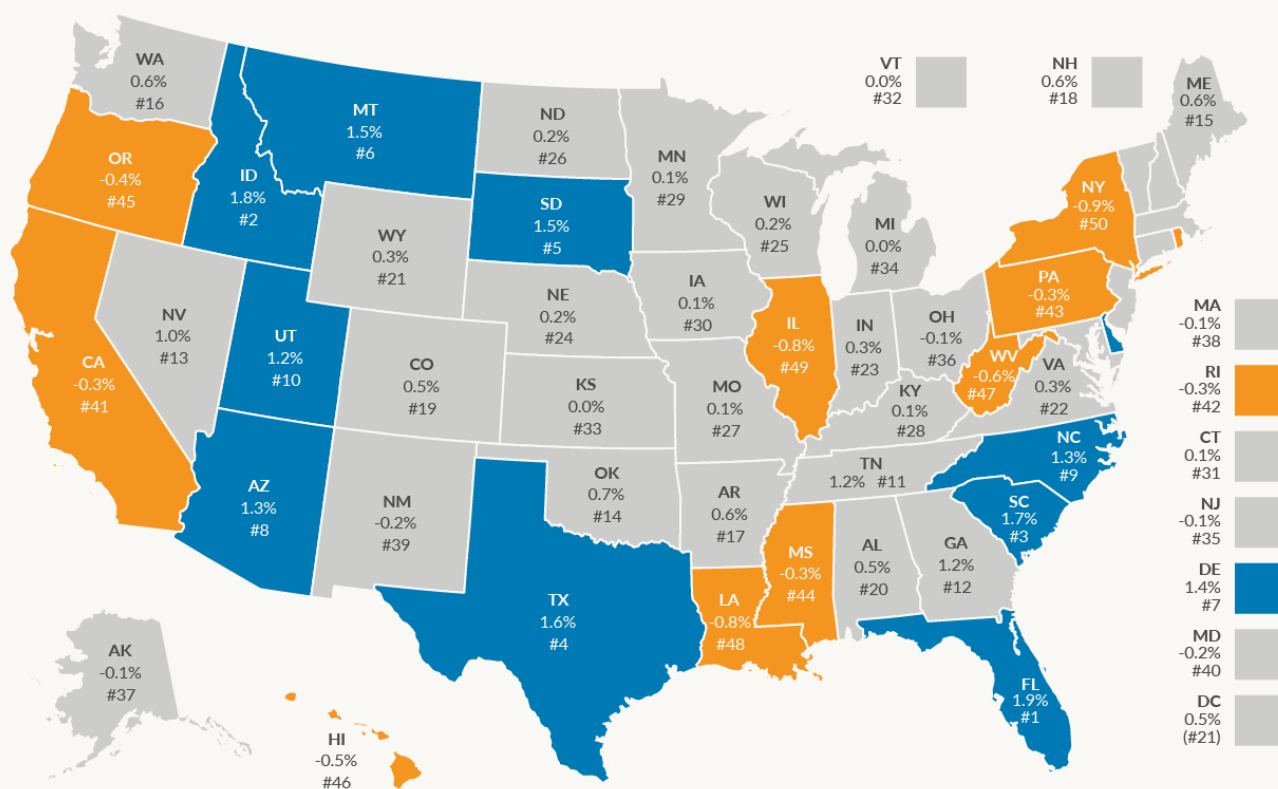 WA
0.6%
#16
OR
-0.4%
#45
CA
-0.3%
#41
ID
1.8%
#2
MT
1.5%
#6
NV
1.0%
#13
UT
1.2%
#10
AZ
1.3%
#8
WY
0.3%
#21
CO
0.5%
#19
NM
-0.2%
#39
ND
0.2%
#26
SD
1.5%
#5
NE
0.2%
#24
KS
0.0%
#33
OK
0.7%
#14
TX
1.6%
#4
MN
0.1%
#29
IA
0.1%
#30
MO
0.1%
#27
AR
0.6%
#17
LA
-0.8%
#48
WI
0.2%
#25
IL
-0.8%
#49
MS
-0.3%
#44
MI
0.0%
#34
IN
0.3%
#23
KY
0.1%
#28
TN
1.2% #11
AL
0.5%
#20
OH
-0.1%
#36
WV
-0.6%
#47
VA
0.3%
#22
NC
1.3%
#9
SC
1.7%
#3
GA
1.2%
#12
FL
1.9%
#1
PA
-0.3%
#43
NY
-0.9%
#50
VT
0.0%
#32
NH
0.6%
#18
ME
0.6%
#15
MA
-0.1%
#38
RI
-0.3%
#42
CT
0.1%
#31
NJ
-0.1%
#35
DE
1.4%
#7
MD
-0.2%
#40
DC
0.5%
(#21)
AK
-0.1%
#37
HI
-0.5%
#46